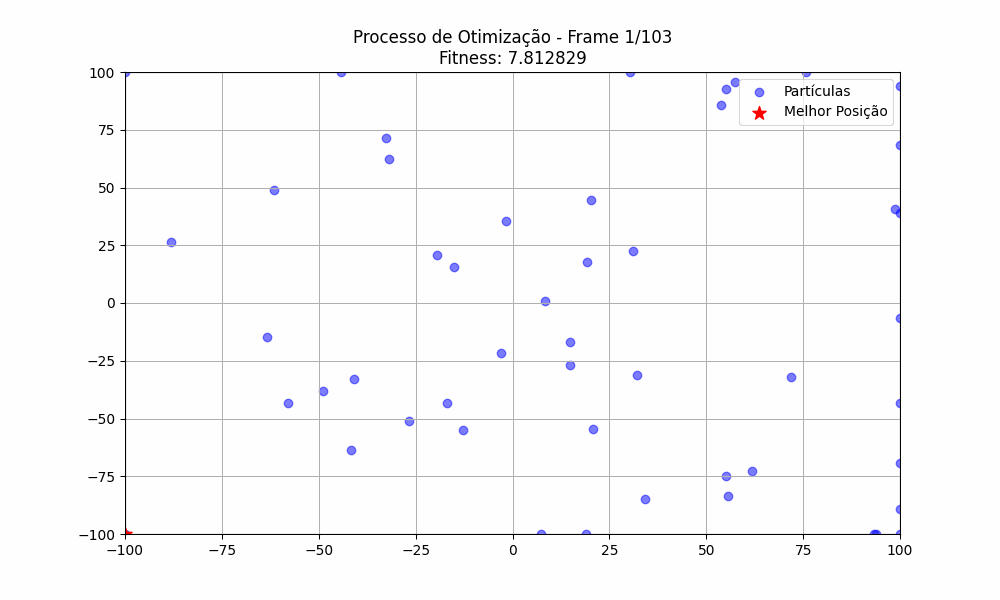 Processo de Otimização - Frame 1/103
Fitness: 7.812829
Partículas
Melhor Posição
100
75
50
25
0
−25
−50
−75
−100
−100 −75 −50 −25 0 25 50 75 100